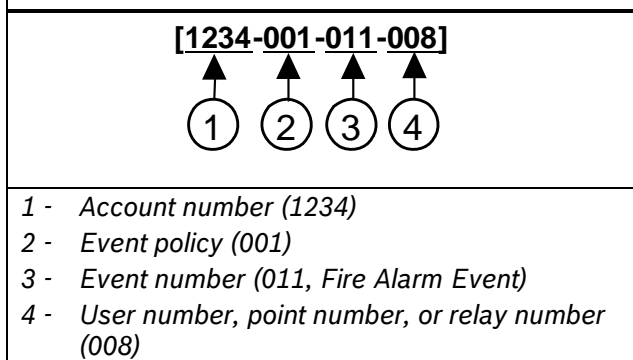 [1234-001-011-008]
1 2 3 4
1 - Account number (1234)
2 - Event policy (001)
3 - Event number (011, Fire Alarm Event)
4 - User number, point number, or relay number
(008)